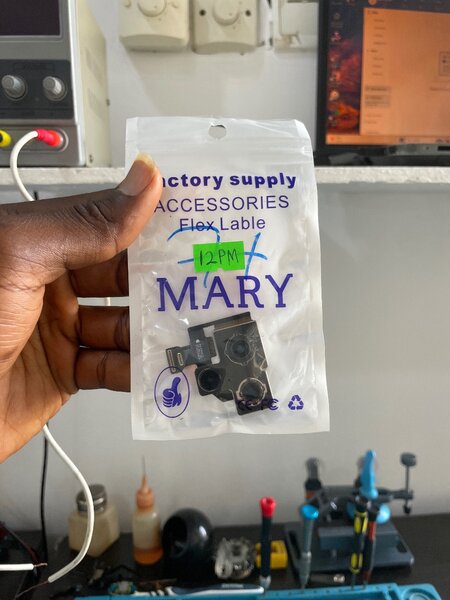 ctory supply
ACCESSORIES
Flex Lable
12PM
MARY